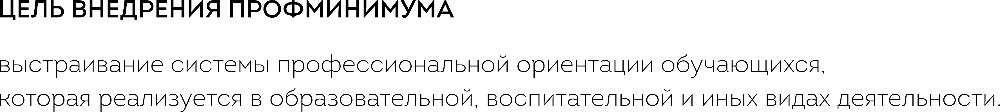 ЦЕЛЬ ВНЕДРЕНИЯ ПРОФМИНИМУМА
выстраивание системы профессиональной ориентации обучающихся,
которая реализуется в образовательной, воспитательной и иных видах деятельности.